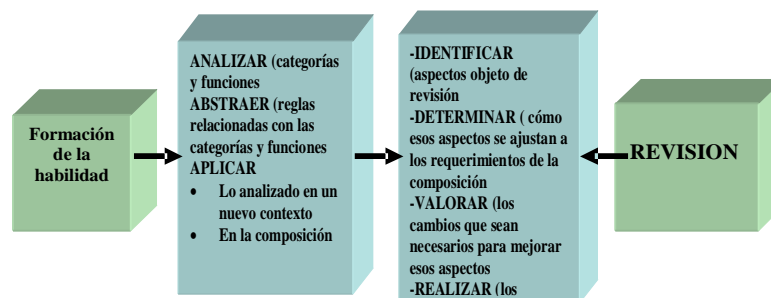 Formación
de la
habilidad
ANALIZAR (categorías
y funciones
ABSTRAER (reglas
relacionadas con las
categorías y funciones
APLICAR
• Lo analizado en un
nuevo contexto
• En la composición
-IDENTIFICAR
(aspectos objeto de
revisión
-DETERMINAR ( cómo
esos aspectos se ajustan a
los requerimientos de la
composición
-VALORAR (los
cambios que sean
necesarios para mejorar
esos aspectos
-REALIZAR (los
REVISION